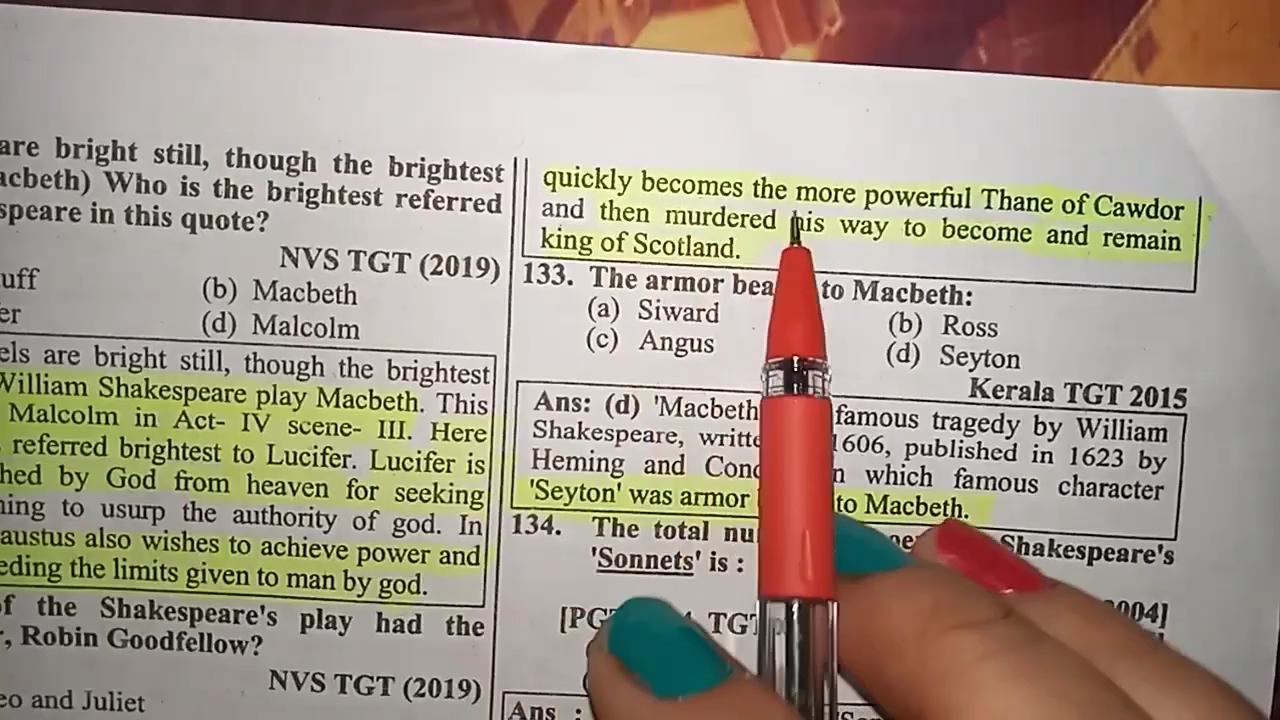 are bright still, though the brightest
acbeth) Who is the brightest referred
speare in this quote?
NVS TGT (2019)
uff (b) Macbeth
er (d) Malcolm
els are bright still, though the brightest
William Shakespeare play Macbeth. This
Malcolm in Act- IV scene- III. Here
referred brightest to Lucifer. Lucifer is
hed by God from heaven for seeking
ning to usurp the authority of god. In
austus also wishes to achieve power and
eding the limits given to man by god.
of the Shakespeare's play had the
, Robin Goodfellow?
NVS TGT (2019)
eo and Juliet
quickly becomes the more powerful Thane of Cawdor
and then murdered his way to become and remain
king of Scotland.
133. The armor bea to Macbeth:
(a) Siward (b) Ross
(c) Angus (d) Seyton
Kerala TGT 2015
Ans: (d) 'Macbeth famous tragedy by William
Shakespeare, writte 1606, published in 1623 by
Heming and Cond n which famous character
'Seyton' was armor to Macbeth.
134. The total nu Shakespeare's
'Sonnets' is :
[PG TGT 004]
Ans :